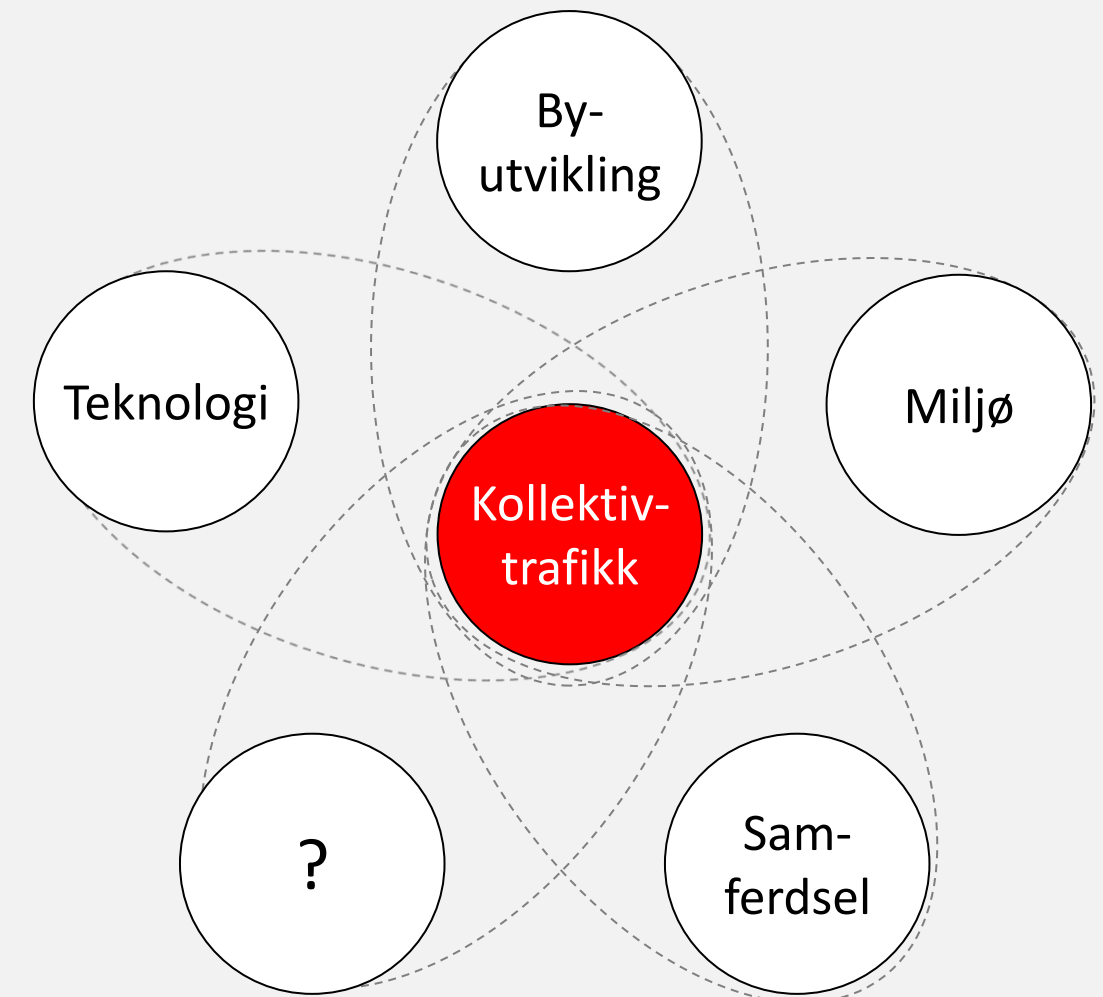 By-
utvikling
Teknologi
Miljø
Kollektiv-
trafikk
?
Sam-
ferdsel